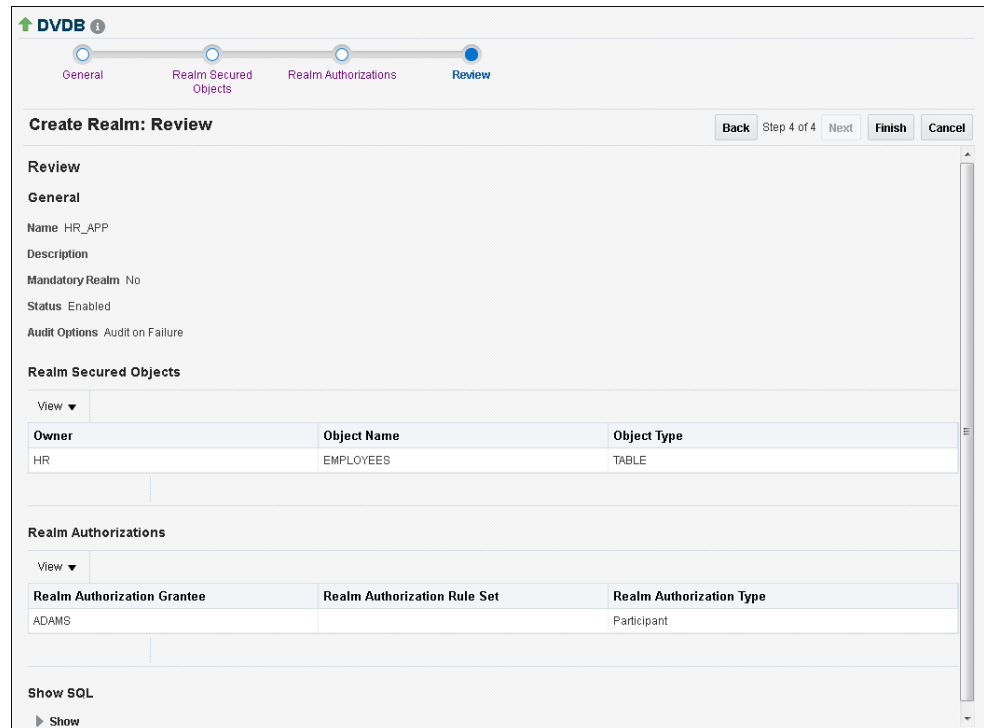 DVDB
General
Realm Secured
Objects
Realm Authorizations
Review
Create Realm: Review
Back Step 4 of 4 Next Finish Cancel
Review
General
Name HR_APP
Description
Mandatory Realm No
Status Enabled
Audit Options Audit on Failure
Realm Secured Objects
View
Owner Object Name Object Type
HR EMPLOYEES TABLE
Realm Authorizations
View
Realm Authorization Grantee Realm Authorization Rule Set Realm Authorization Type
ADAMS Participant
Show SQL
Show